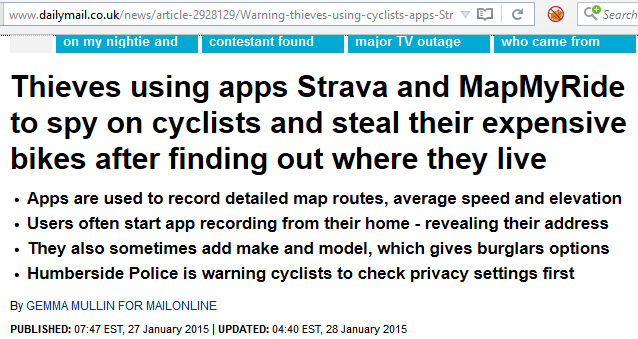 www.dailymail.co.uk/news/article-2928129/Warning-thieves-using-cyclists-apps-Str
Search
on my nightie and
contestant found
major TV outage
who came from
Thieves using apps Strava and MapMyRide
to spy on cyclists and steal their expensive
bikes after finding out where they live
• Apps are used to record detailed map routes, average speed and elevation
• Users often start app recording from their home - revealing their address
• They also sometimes add make and model, which gives burglars options
• Humberside Police is warning cyclists to check privacy settings first
By GEMMA MULLIN FOR MAILONLINE
PUBLISHED: 07:47 EST, 27 January 2015 | UPDATED: 04:40 EST, 28 January 2015